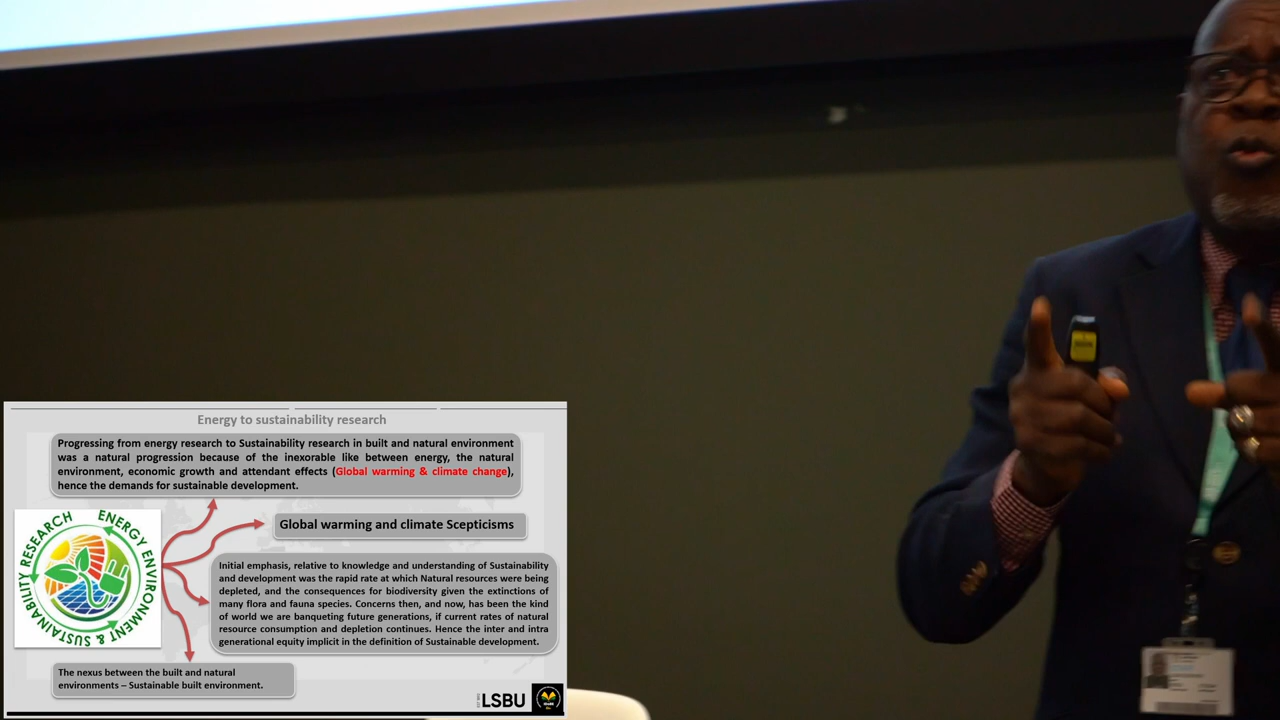 Energy to sustainability research
Progressing from energy research to Sustainability research in built and natural environment
was a natural progression because of the inexorable like between energy, the natural
environment, economic growth and attendant effects (Global warming & climate change),
hence the demands for sustainable development.
Global warming and climate Scepticisms
ENERGY ENVIRONMENT & SUSTAINABILITY RESEARCH
Initial emphasis, relative to knowledge and understanding of Sustainability
and development was the rapid rate at which Natural resources were being
depleted, and the consequences for biodiversity given the extinctions of
many flora and fauna species. Concerns then, and now, has been the kind
of world we are banqueting future generations, if current rates of natural
resource consumption and depletion continues. Hence the inter and intra
generational equity implicit in the definition of Sustainable development.
The nexus between the built and natural
environments – Sustainable built environment.
LSBU